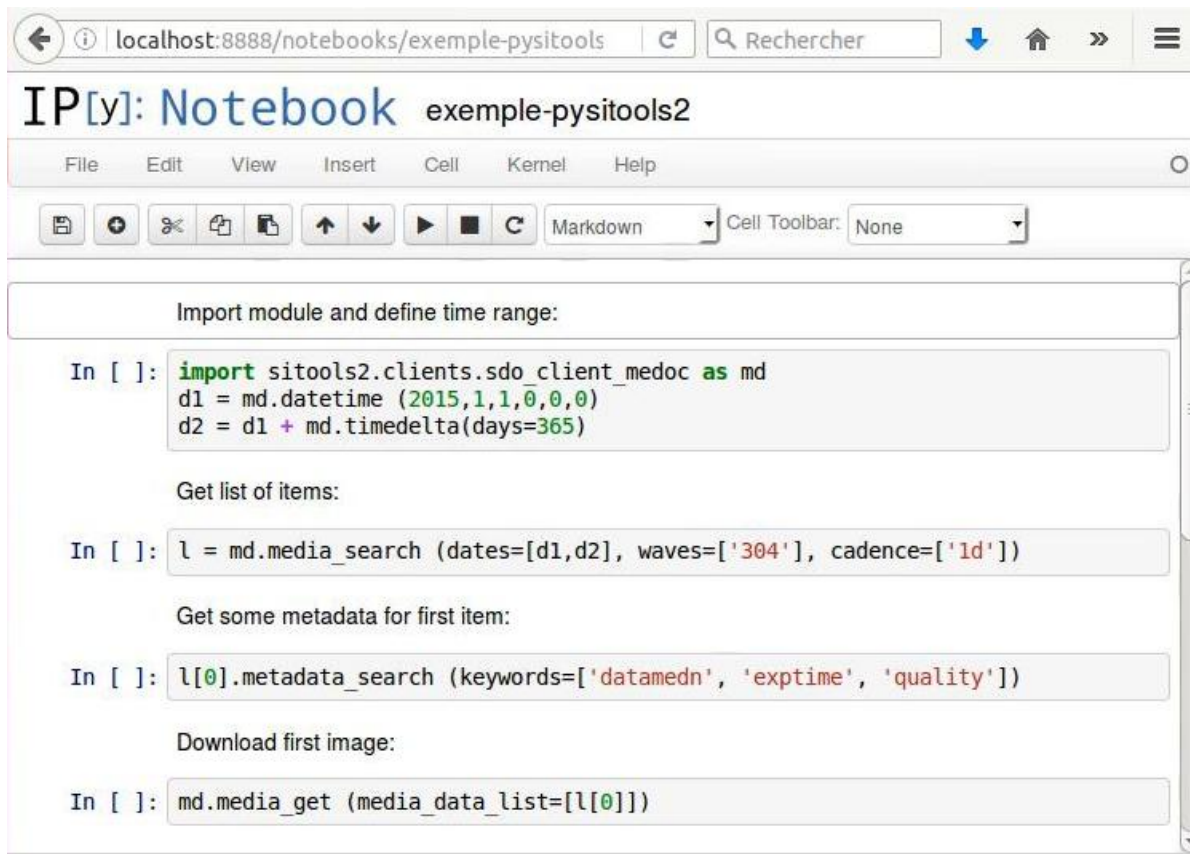 localhost:8888/notebooks/exemple-pysitools
Rechercher
IP[y]: Notebook exemple-pysitools2
File Edit View Insert Cell Kernel Help
Markdown Cell Toolbar: None
Import module and define time range:
In [ ]: import sitools2.clients.sdo_client_medoc as md
d1 = md.datetime (2015,1,1,0,0,0)
d2 = d1 + md.timedelta(days=365)
Get list of items:
In [ ]: l = md.media_search (dates=[d1,d2], waves=['304'], cadence=['1d'])
Get some metadata for first item:
In [ ]: l[0].metadata_search (keywords=['datamedn', 'exptime', 'quality'])
Download first image:
In [ ]: md.media_get (media_data_list=[l[0]])